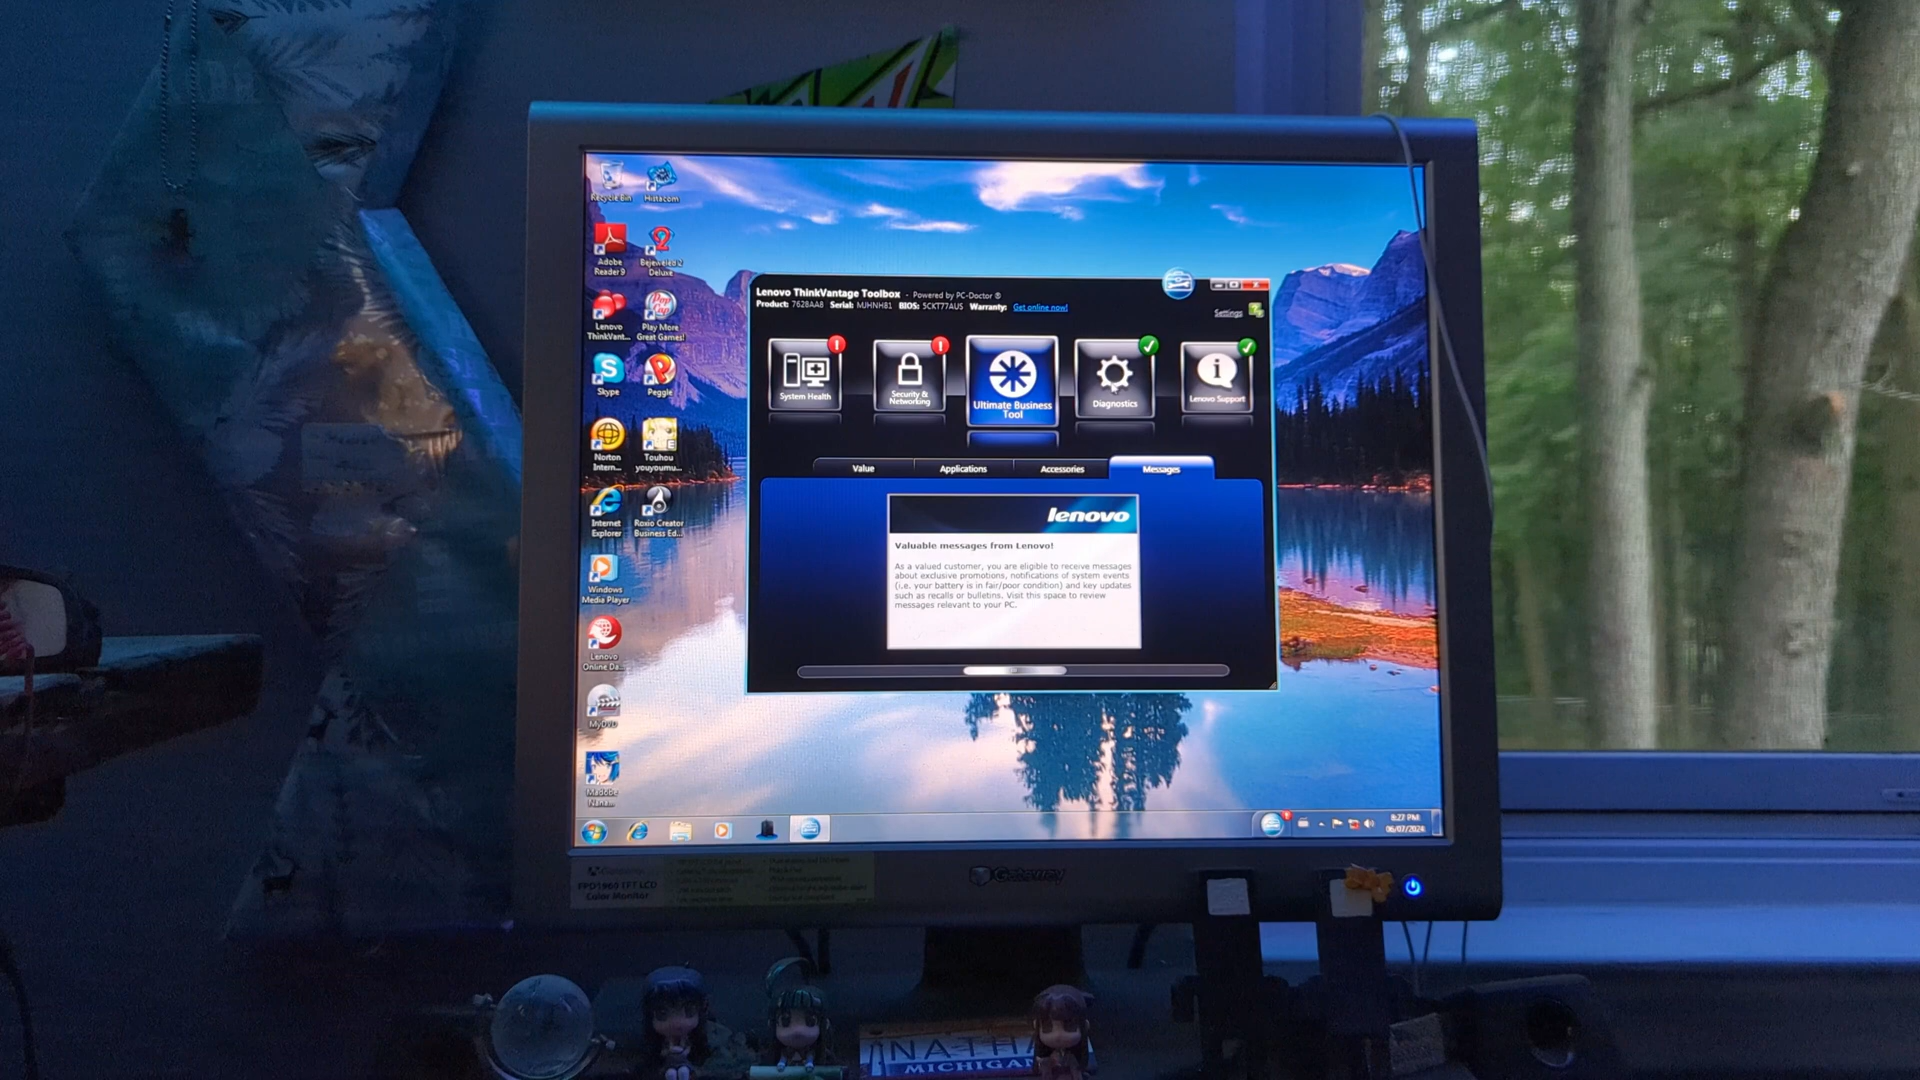 Recycle Bin
Histacom
Adobe
Reader 9
Bejeweled 2
Deluxe
Lenovo
ThinkVant...
Play More
Great Games!
Skype
Peggle
Norton
Intern...
Touhou
youyoumu...
Internet
Explorer
Roxio Creator
Business Ed...
Windows
Media Player
Lenovo
Online Da...
MyDVD
Madobe
Nana...
Lenovo ThinkVantage Toolbox - Powered by PC-Doctor ®
Product: 7628AA8 Serial: MJHNH81 BIOS: 5CKT77AUS Warranty: Get online now!
Settings
System Health
Security &
Networking
Ultimate Business
Tool
Diagnostics
Lenovo Support
Value
Applications
Accessories
Messages
lenovo
Valuable messages from Lenovo!
As a valued customer, you are eligible to receive messages
about exclusive promotions, notifications of system events
(i.e. your battery is in fair/poor condition) and key updates
such as recalls or bulletins. Visit this space to review
messages relevant to your PC.
8:27 PM
06/07/2024
FPD1960 TFT LCD
Color Monitor
Gateway
MICHIGAN